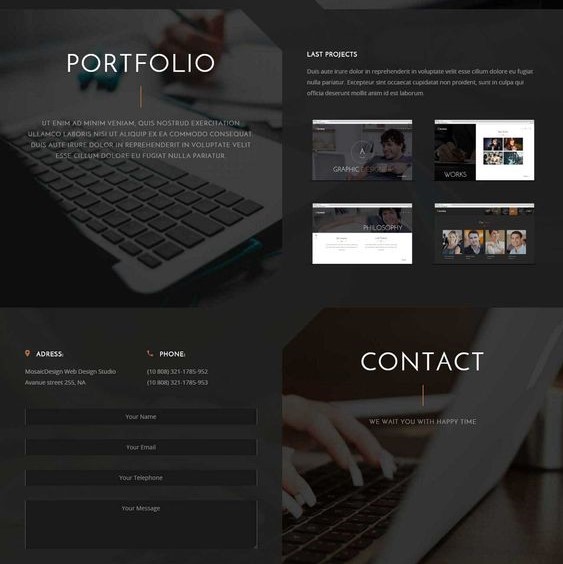 PORTFOLIO
UT ENIM AD MINIM VENIAM, QUIS NOSTRUD EXERCITATION
ULLAMCO LABORIS NISI UT ALIQUIP EX EA COMMODO CONSEQUAT.
DUIS AUTE IRURE DOLOR IN REPREHENDERIT IN VOLUPTATE VELIT
ESSE CILLUM DOLORE EU FUGIAT NULLA PARIATUR.
LAST PROJECTS
Duis aute irure dolor in reprehenderit in voluptate velit esse cillum dolore eu fugiat
nulla pariatur. Excepteur sint occaecat cupidatat non proident, sunt in culpa qui
officia deserunt mollit anim id est laborum.
GRAPHIC DESIGNER
WORKS
PHILOSOPHY
ADRESS:
MosaicDesign Web Design Studio
Avanue street 255, NA
PHONE:
(10 808) 321-1785-952
(10 808) 321-1785-953
Your Name
Your Email
Your Telephone
Your Message
CONTACT
WE WAIT YOU WITH HAPPY TIME